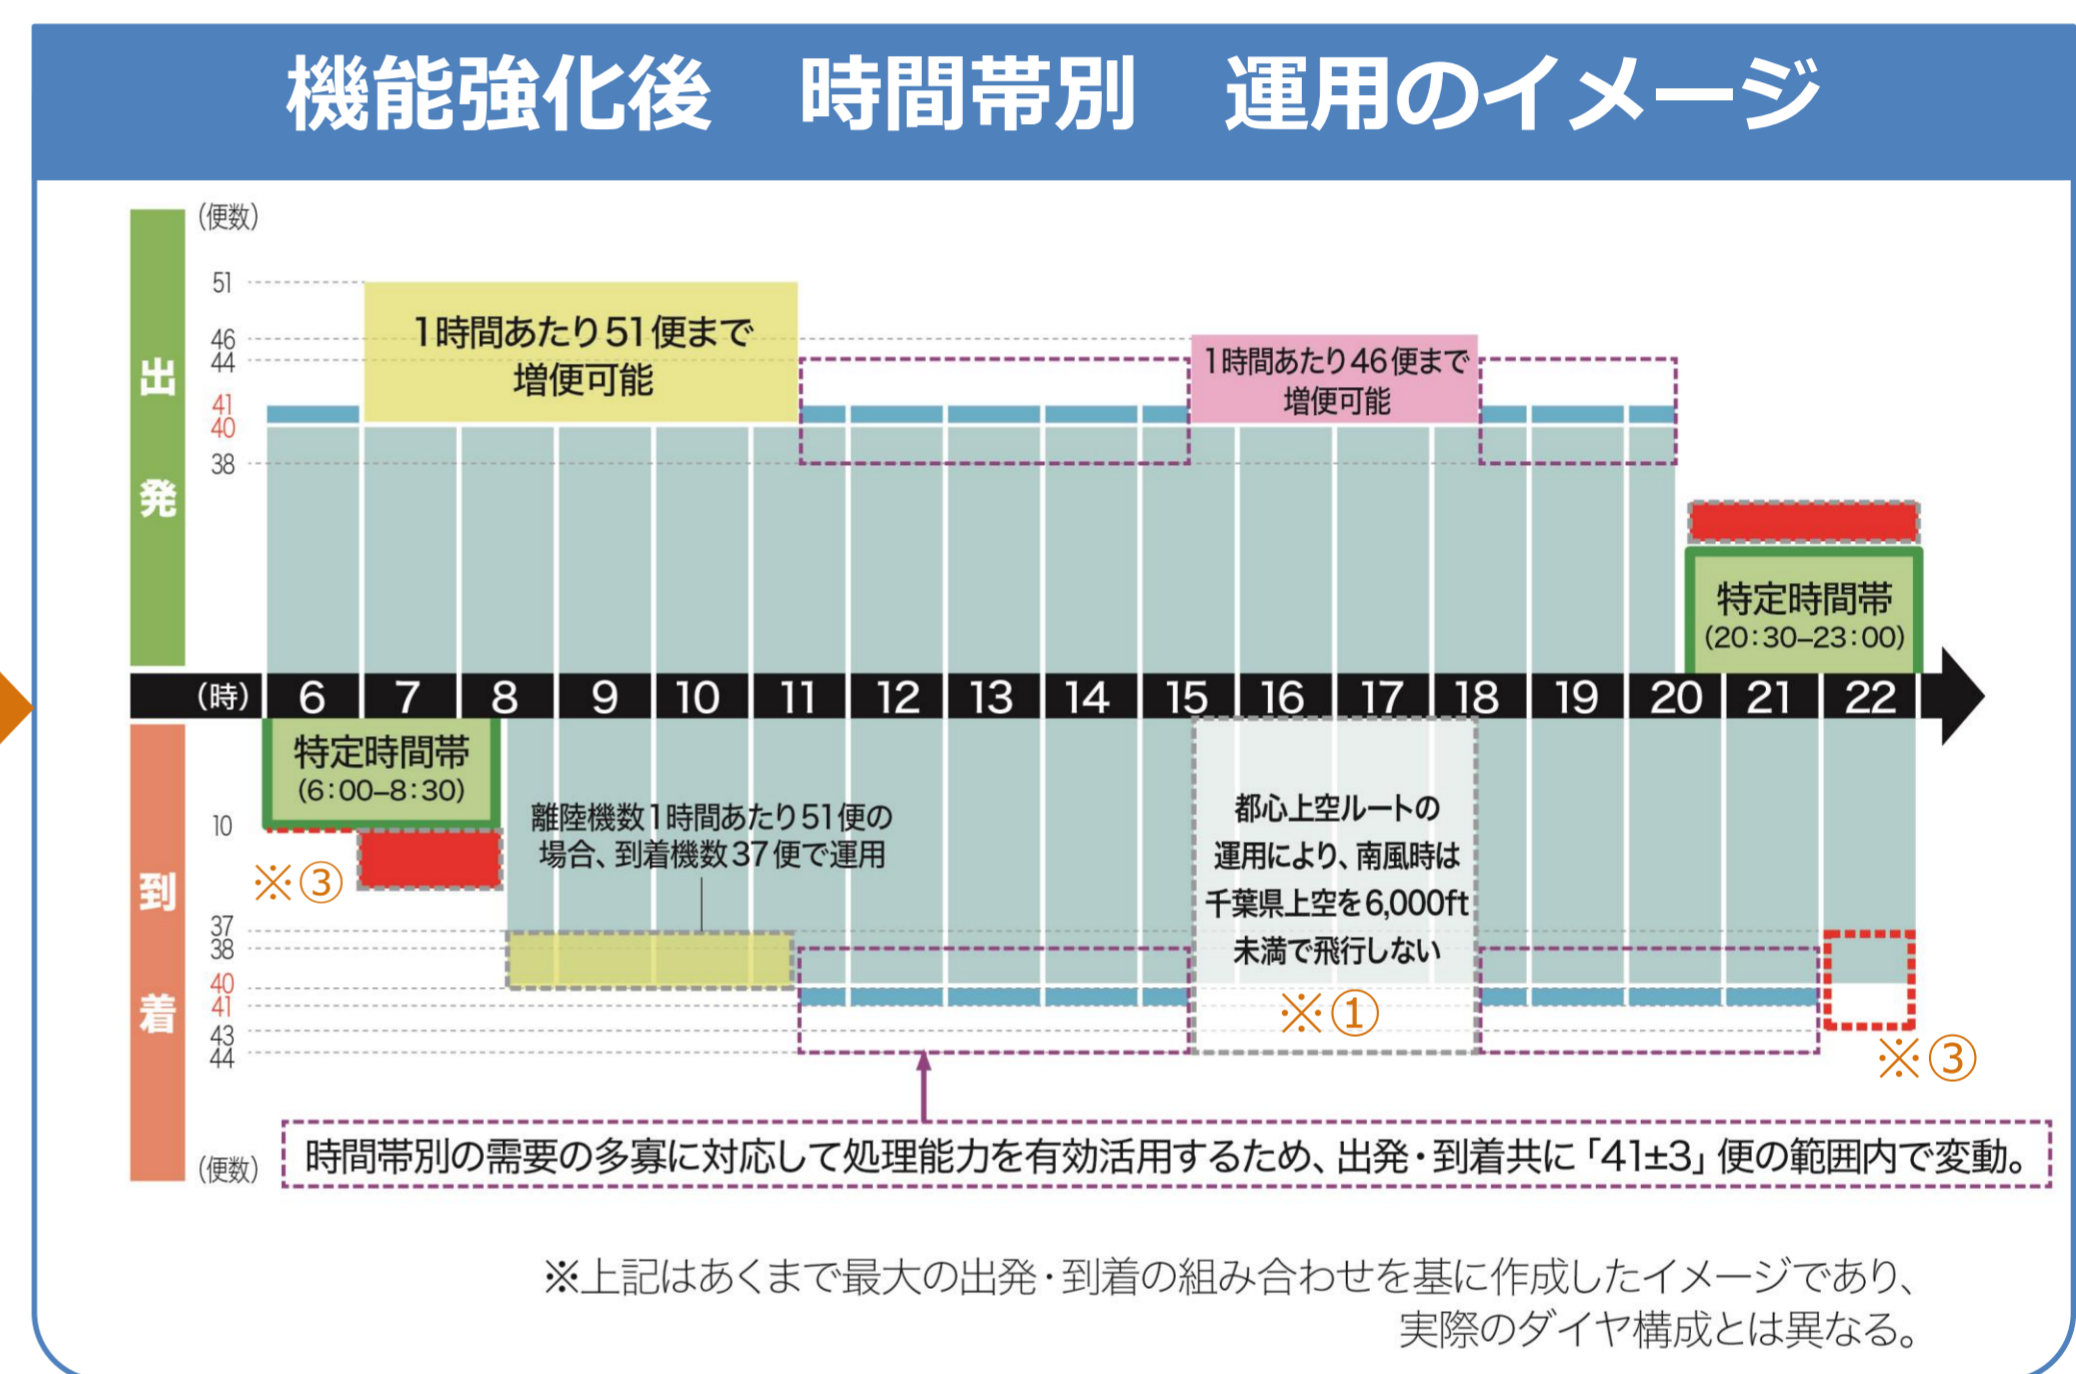 機能強化後　時間帯別　運用のイメージ
出発
（便数）
51
46
44
41
40
38
1時間あたり51便まで
増便可能
1時間あたり46便まで
増便可能
特定時間帯
（20：30–23：00）
（時） 6 7 8 9 10 11 12 13 14 15 16 17 18 19 20 21 22
到着
特定時間帯
（6：00–8：30）
10
※③
37
38
40
41
43
44
（便数）
離陸機数1時間あたり51便の
場合、到着機数37便で運用
都心上空ルートの
運用により、南風時は
千葉県上空を6,000ft
未満で飛行しない
※①
※③
時間帯別の需要の多寡に対応して処理能力を有効活用するため、出発・到着共に「41±3」便の範囲内で変動。
※上記はあくまで最大の出発・到着の組み合わせを基に作成したイメージであり、
実際のダイヤ構成とは異なる。